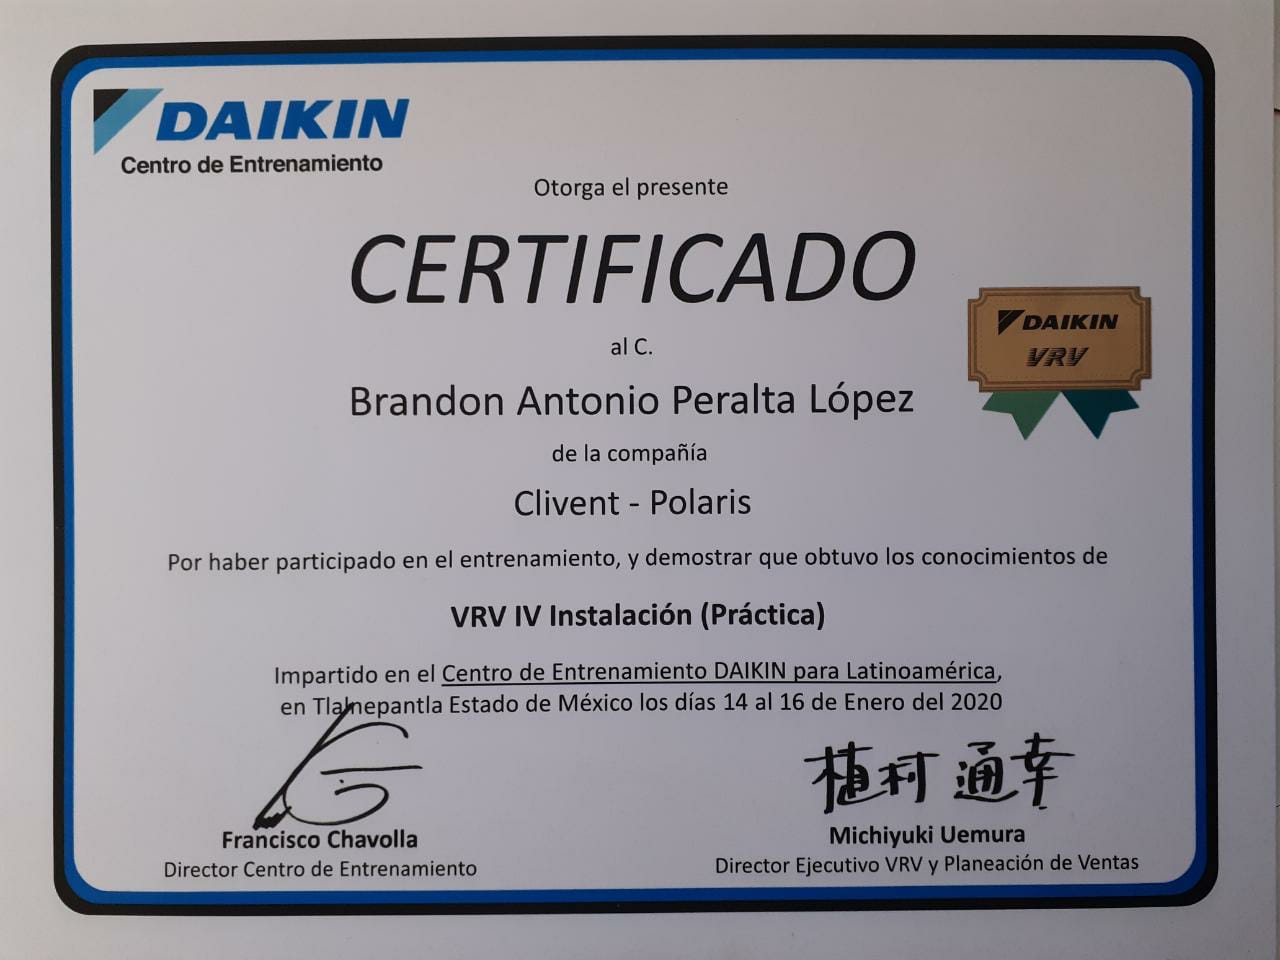 DAIKIN
Centro de Entrenamiento
Otorga el presente
CERTIFICADO
al C.
DAIKIN
VRV
Brandon Antonio Peralta López
de la compañía
Clivent - Polaris
Por haber participado en el entrenamiento, y demostrar que obtuvo los conocimientos de
VRV IV Instalación (Práctica)
Impartido en el Centro de Entrenamiento DAIKIN para Latinoamérica,
en Tlalnepantla Estado de México los días 14 al 16 de Enero del 2020
植村 通幸
Francisco Chavolla
Director Centro de Entrenamiento
Michiyuki Uemura
Director Ejecutivo VRV y Planeación de Ventas